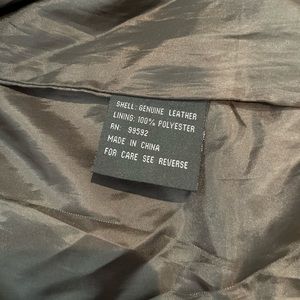 SHELL: GENUINE LEATHER
LINING: 100% POLYESTER
RN: 99592
MADE IN CHINA
FOR CARE SEE REVERSE